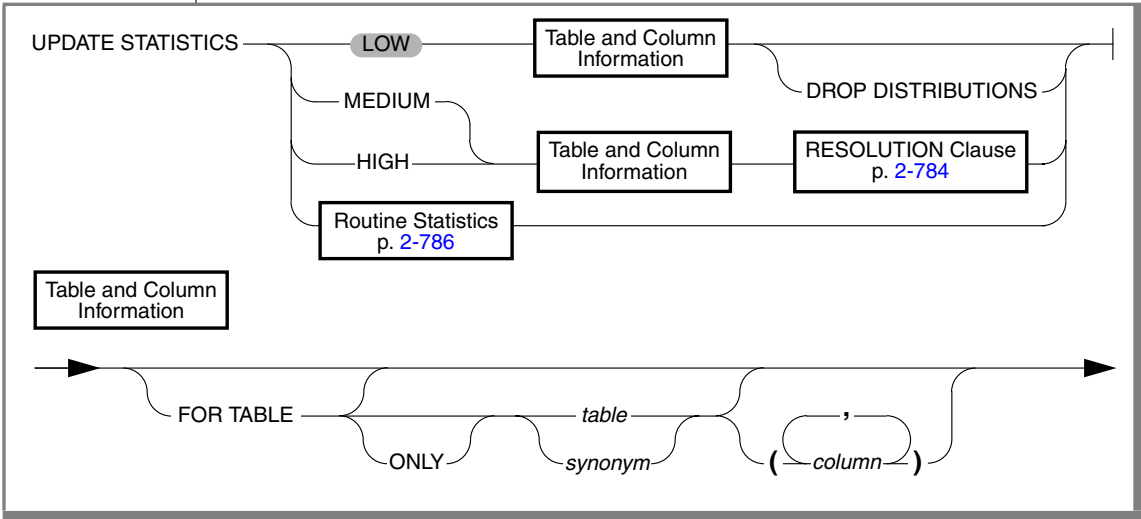 UPDATE STATISTICS
LOW
Table and Column
Information
DROP DISTRIBUTIONS
MEDIUM
HIGH
Table and Column
Information
RESOLUTION Clause
p. 2-784
Routine Statistics
p. 2-786
Table and Column
Information
FOR TABLE
ONLY
table
synonym
,
( column )